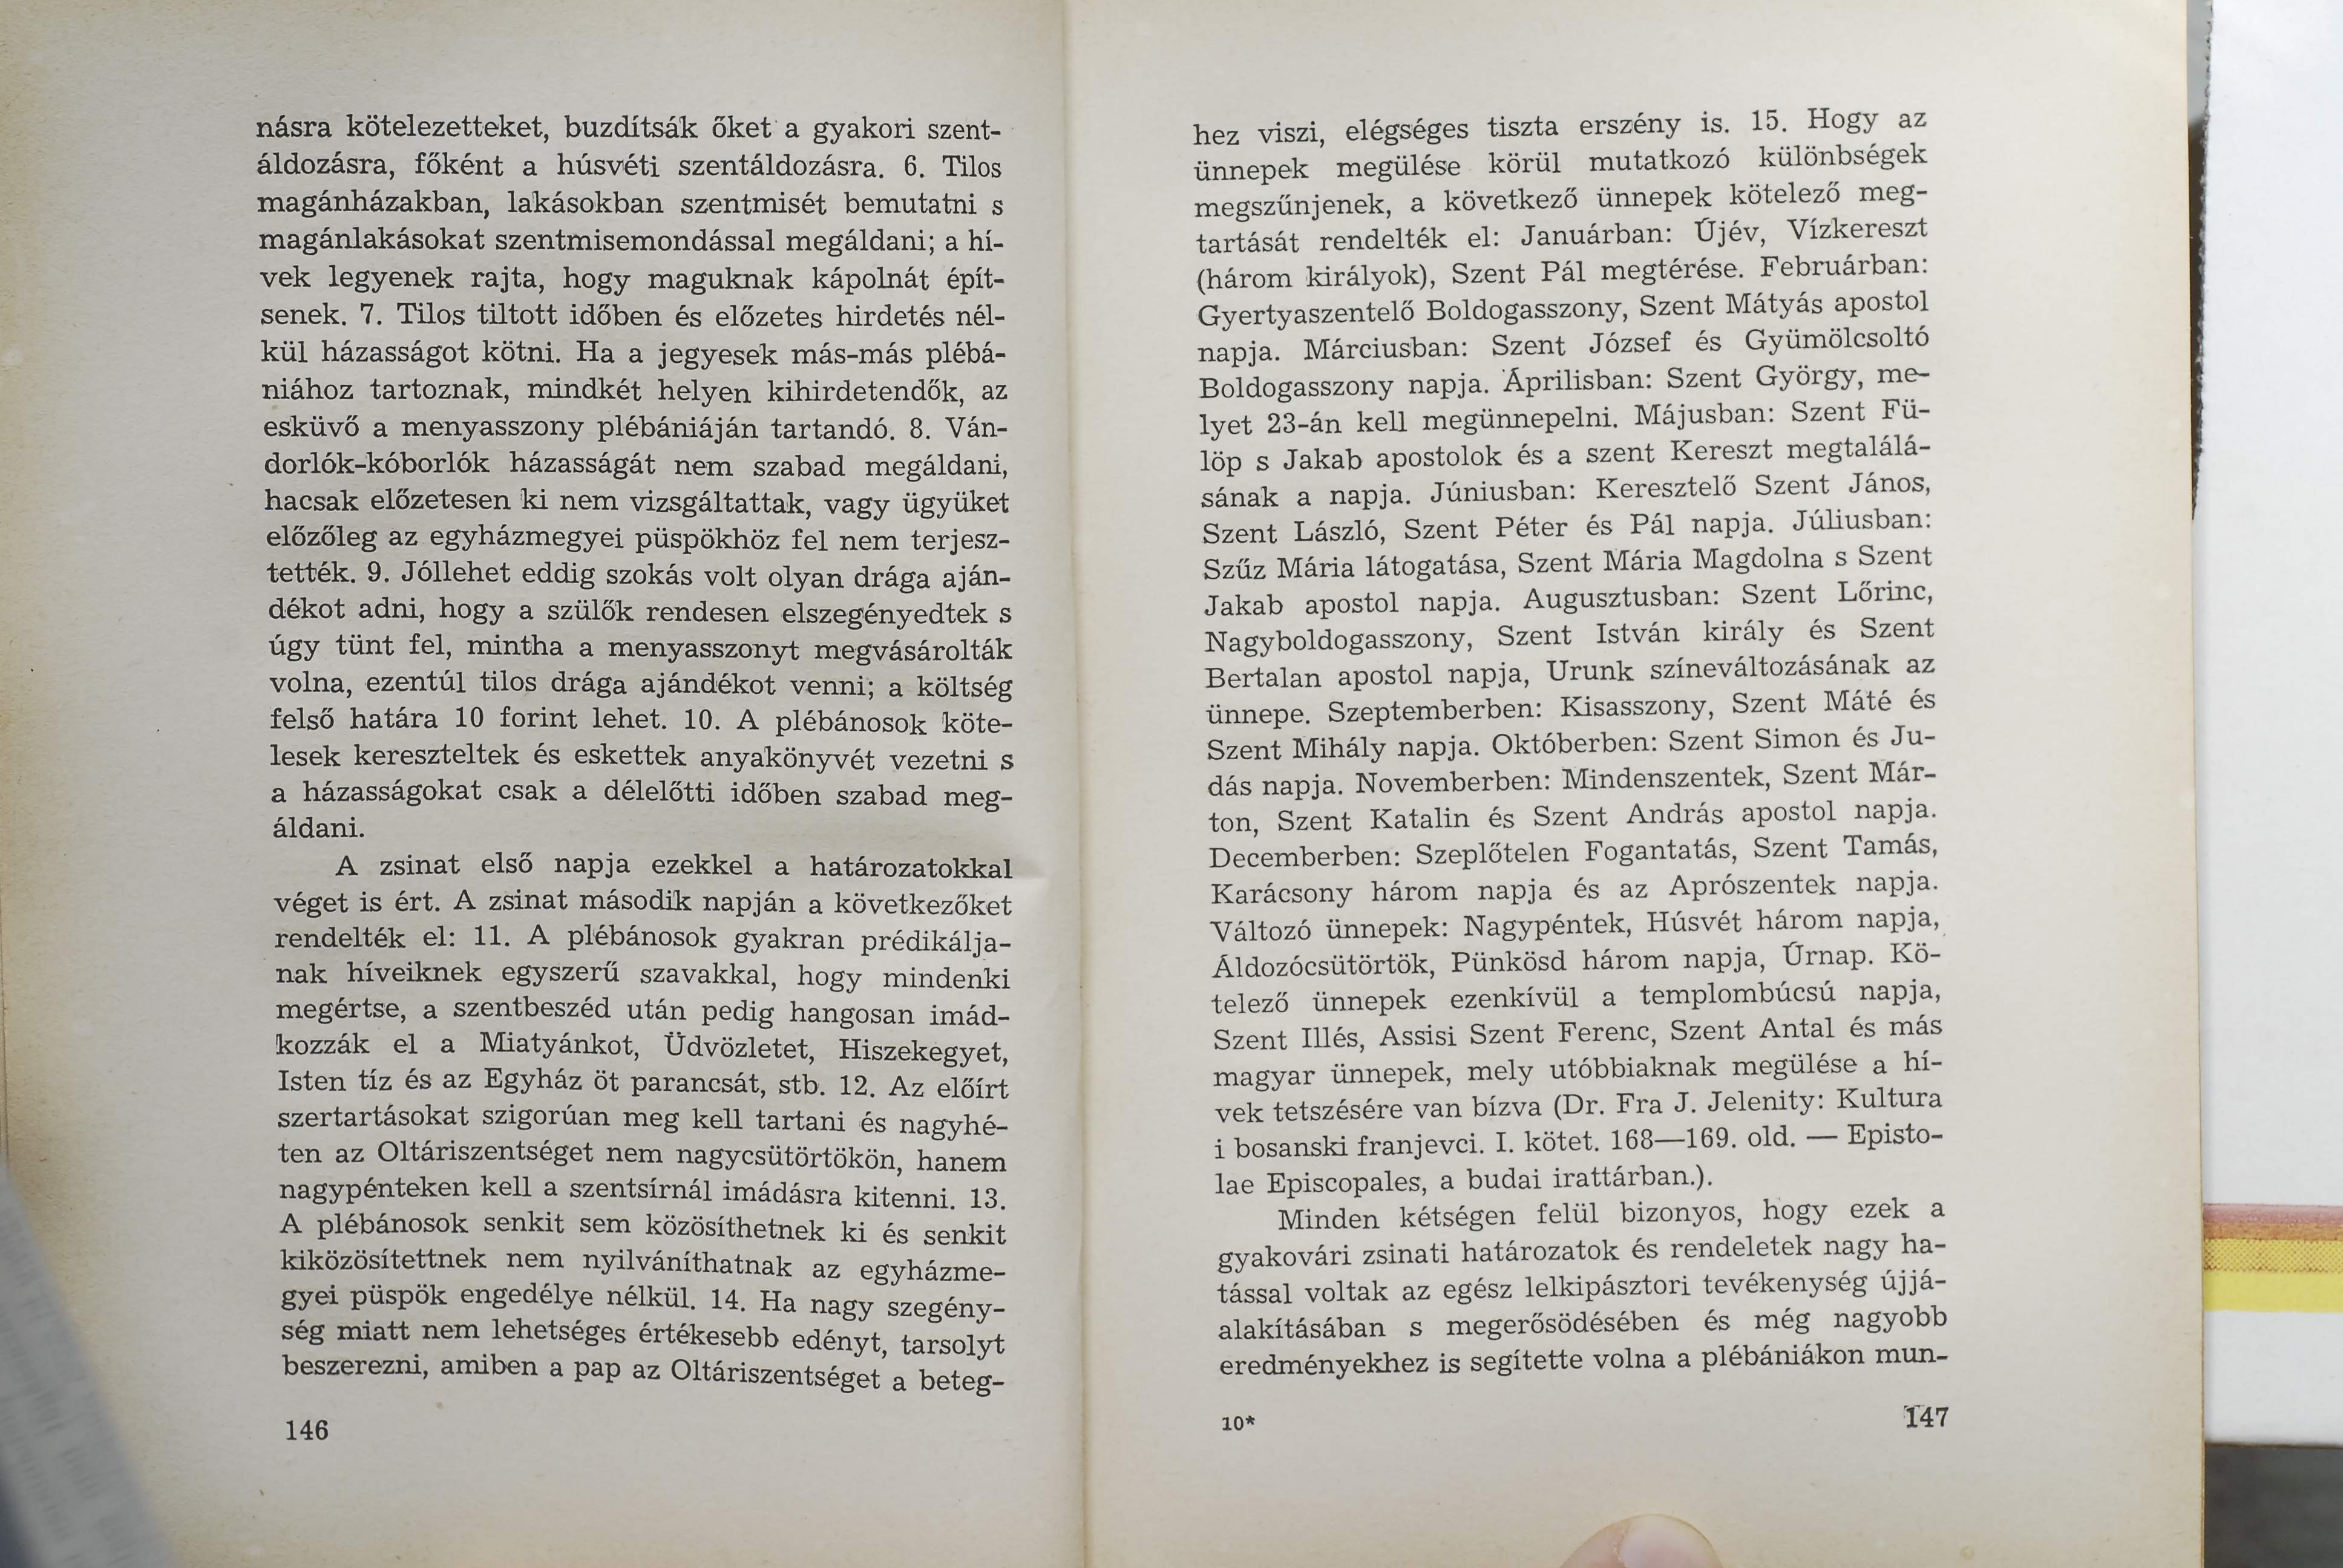 násra kötelezetteket, buzdítsák őket a gyakori szent-
áldozásra, főként a húsvéti szentáldozásra. 6. Tilos
magánházakban, lakásokban szentmisét bemutatni s
magánlakásokat szentmisemondással megáldani; a hí-
vek legyenek rajta, hogy maguknak kápolnát épít-
senek. 7. Tilos tiltott időben és előzetes hirdetés nél-
kül házasságot kötni. Ha a jegyesek más-más plébá-
niához tartoznak, mindkét helyen kihirdetendők, az
esküvő a menyasszony plébániáján tartandó. 8. Ván-
dorlók-kóborlók házasságát nem szabad megáldani,
hacsak előzetesen ki nem vizsgáltattak, vagy ügyüket
előzőleg az egyházmegyei püspökhöz fel nem terjesz-
tették. 9. Jóllehet eddig szokás volt olyan drága aján-
dékot adni, hogy a szülők rendesen elszegényedtek s
úgy tünt fel, mintha a menyasszonyt megvásárolták
volna, ezentúl tilos drága ajándékot venni; a költség
felső határa 10 forint lehet. 10. A plébánosok köte-
lesek kereszteltek és eskettek anyakönyvét vezetni s
a házasságokat csak a délelőtti időben szabad meg-
áldani.
A zsinat első napja ezekkel a határozatokkal
véget is ért. A zsinat második napján a következőket
rendelték el: 11. A plébánosok gyakran prédikálja-
nak híveiknek egyszerű szavakkal, hogy mindenki
megértse, a szentbeszéd után pedig hangosan imád-
kozzák el a Miatyánkot, Üdvözletet, Hiszekegyet,
Isten tíz és az Egyház öt parancsát, stb. 12. Az előírt
szertartásokat szigorúan meg kell tartani és nagyhé-
ten az Oltáriszentséget nem nagycsütörtökön, hanem
nagypénteken kell a szentsírnál imádásra kitenni. 13.
A plébánosok senkit sem közösíthetnek ki és senkit
kiközösítettnek nem nyilváníthatnak az egyházme-
gyei püspök engedélye nélkül. 14. Ha nagy szegény-
ség miatt nem lehetséges értékesebb edényt, tarsolyt
beszerezni, amiben a pap az Oltáriszentséget a beteg-
146
hez viszi, elégséges tiszta erszény is. 15. Hogy az
ünnepek megülése körül mutatkozó különbségek
megszűnjenek, a következő ünnepek kötelező meg-
tartását rendelték el: Januárban: Újév, Vízkereszt
(három királyok), Szent Pál megtérése. Februárban:
Gyertyaszentelő Boldogasszony, Szent Mátyás apostol
napja. Márciusban: Szent József és Gyümölcsoltó
Boldogasszony napja. Áprilisban: Szent György, me-
lyet 23-án kell megünnepelni. Májusban: Szent Fü-
löp s Jakab apostolok és a szent Kereszt megtalálá-
sának a napja. Júniusban: Keresztelő Szent János,
Szent László, Szent Péter és Pál napja. Júliusban:
Szűz Mária látogatása, Szent Mária Magdolna s Szent
Jakab apostol napja. Augusztusban: Szent Lőrinc,
Nagyboldogasszony, Szent István király és Szent
Bertalan apostol napja, Urunk színeváltozásának az
ünnepe. Szeptemberben: Kisasszony, Szent Máté és
Szent Mihály napja. Októberben: Szent Simon és Ju-
dás napja. Novemberben: Mindenszentek, Szent Már-
ton, Szent Katalin és Szent András apostol napja.
Decemberben: Szeplőtelen Fogantatás, Szent Tamás,
Karácsony három napja és az Aprószentek napja.
Változó ünnepek: Nagypéntek, Húsvét három napja,
Áldozócsütörtök, Pünkösd három napja, Úrnap. Kö-
telező ünnepek ezenkívül a templombúcsú napja,
Szent Illés, Assisi Szent Ferenc, Szent Antal és más
magyar ünnepek, mely utóbbiaknak megülése a hí-
vek tetszésére van bízva (Dr. Fra J. Jelenity: Kultura
i bosanski franjevci. I. kötet. 168—169. old. — Episto-
lae Episcopales, a budai irattárban.).
Minden kétségen felül bizonyos, hogy ezek a
gyakovári zsinati határozatok és rendeletek nagy ha-
tással voltak az egész lelkipásztori tevékenység újjá-
alakításában s megerősödésében és még nagyobb
eredményekhez is segítette volna a plébániákon mun-
10*
147